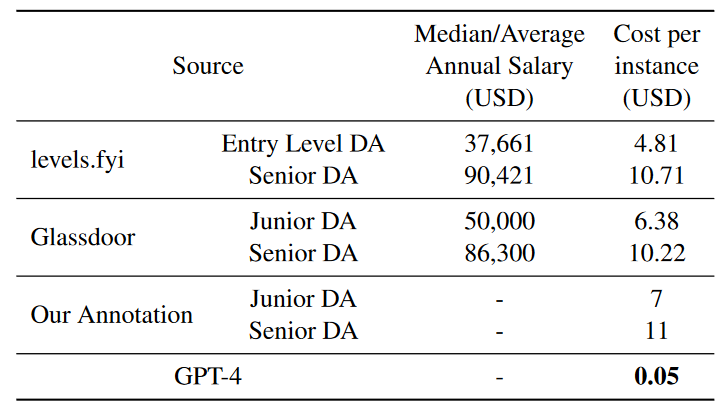 Source Median/Average Annual Salary (USD) Cost per instance (USD)
levels.fyi Entry Level DA 37,661 4.81
Senior DA 90,421 10.71
Glassdoor Junior DA 50,000 6.38
Senior DA 86,300 10.22
Our Annotation Junior DA - 7
Senior DA - 11
GPT-4 - 0.05